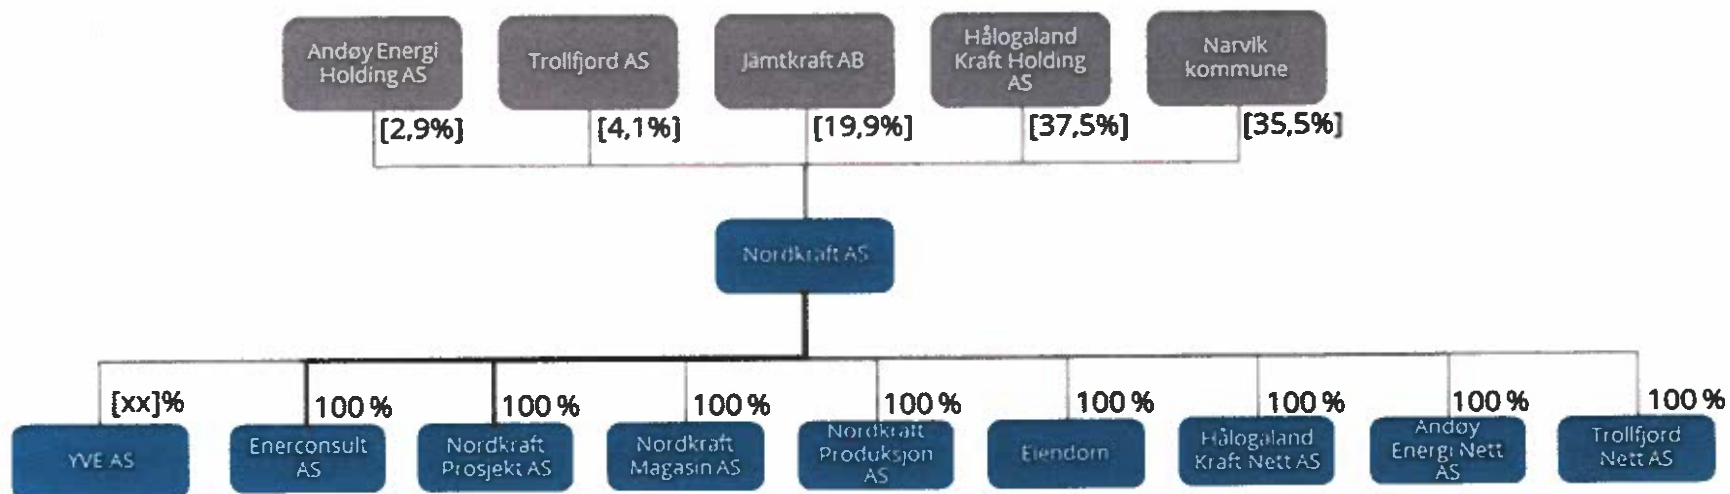 Andøy Energi
Holding AS
Trollfjord AS
Jämtkraft AB
Hålogaland
Kraft Holding
AS
Narvik
kommune
[2,9%]
[4,1%]
[19,9%]
[37,5%]
[35,5%]
Nordkraft AS
[xx]%
100 %
100 %
100 %
100 %
100 %
100 %
100 %
100 %
YVE AS
Enerconsult
AS
Nordkraft
Prosjekt AS
Nordkraft
Magasin AS
Nordkraft
Produksjon
AS
Eiendom
Hålogaland
Kraft Nett AS
Andøy
Energi Nett
AS
Trollfjord
Nett AS